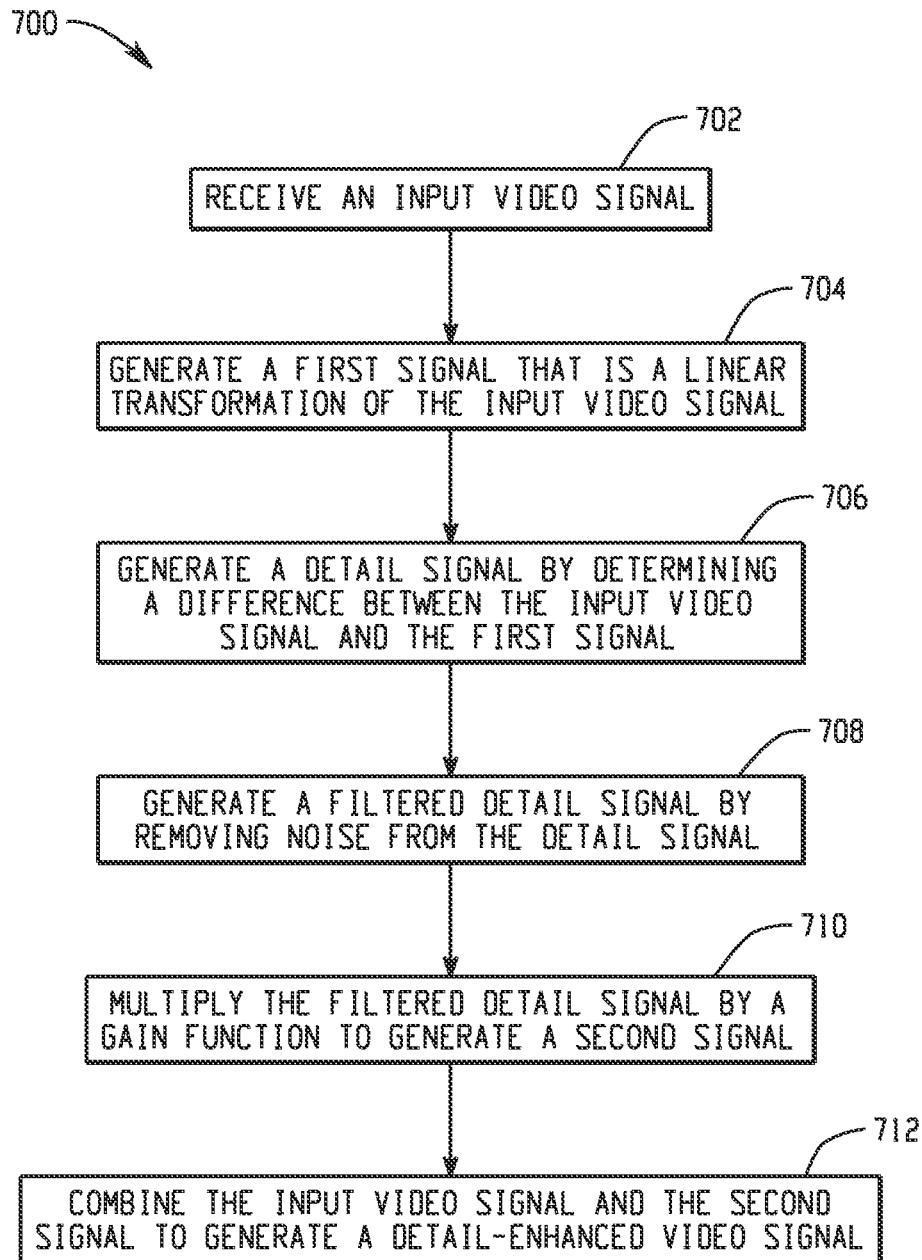 700
702
RECEIVE AN INPUT VIDEO SIGNAL
704
GENERATE A FIRST SIGNAL THAT IS A LINEAR
TRANSFORMATION OF THE INPUT VIDEO SIGNAL
706
GENERATE A DETAIL SIGNAL BY DETERMINING
A DIFFERENCE BETWEEN THE INPUT VIDEO
SIGNAL AND THE FIRST SIGNAL
708
GENERATE A FILTERED DETAIL SIGNAL BY
REMOVING NOISE FROM THE DETAIL SIGNAL
710
MULTIPLY THE FILTERED DETAIL SIGNAL BY A
GAIN FUNCTION TO GENERATE A SECOND SIGNAL
712
COMBINE THE INPUT VIDEO SIGNAL AND THE SECOND
SIGNAL TO GENERATE A DETAIL-ENHANCED VIDEO SIGNAL